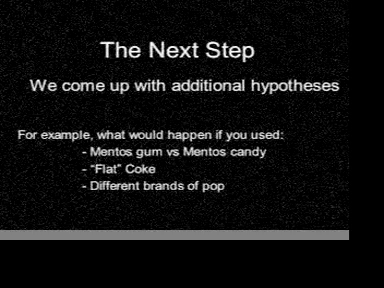 The Next Step
We come up with additional hypotheses
For example, what would happen if you used:
- Mentos gum vs Mentos candy
- "Flat" Coke
- Different brands of pop